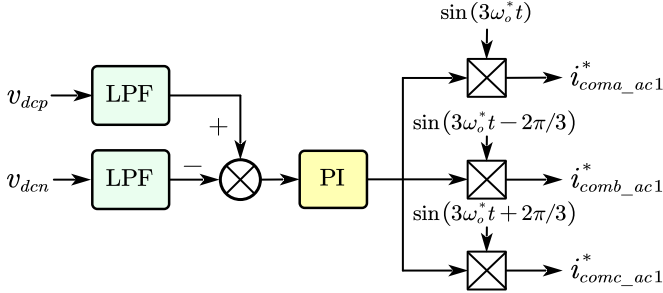 sin(3ω*ₒt)
v_dcp
LPF
i*_coma_ac1
+
sin(3ω*ₒt−2π/3)
v_dcn
LPF
−
PI
i*_comb_ac1
sin(3ω*ₒt+2π/3)
i*_comc_ac1